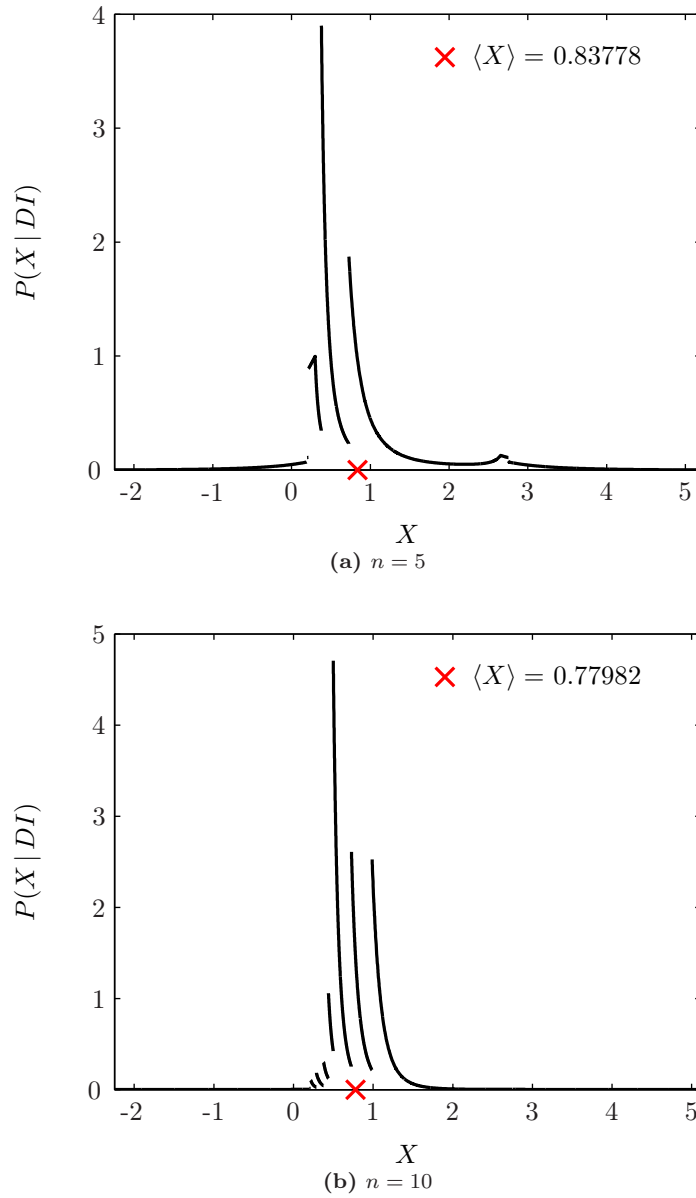 4
⟨X⟩ = 0.83778
3
P(X | DI)
2
1
0
-2 -1 0 1 2 3 4 5
X
(a) n = 5
5
⟨X⟩ = 0.77982
4
3
P(X | DI)
2
1
0
-2 -1 0 1 2 3 4 5
X
(b) n = 10